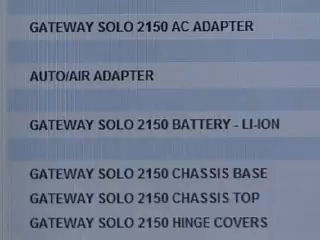 GATEWAY SOLO 2150 AC ADAPTER
AUTO/AIR ADAPTER
GATEWAY SOLO 2150 BATTERY - LI-ION
GATEWAY SOLO 2150 CHASSIS BASE
GATEWAY SOLO 2150 CHASSIS TOP
GATEWAY SOLO 2150 HINGE COVERS